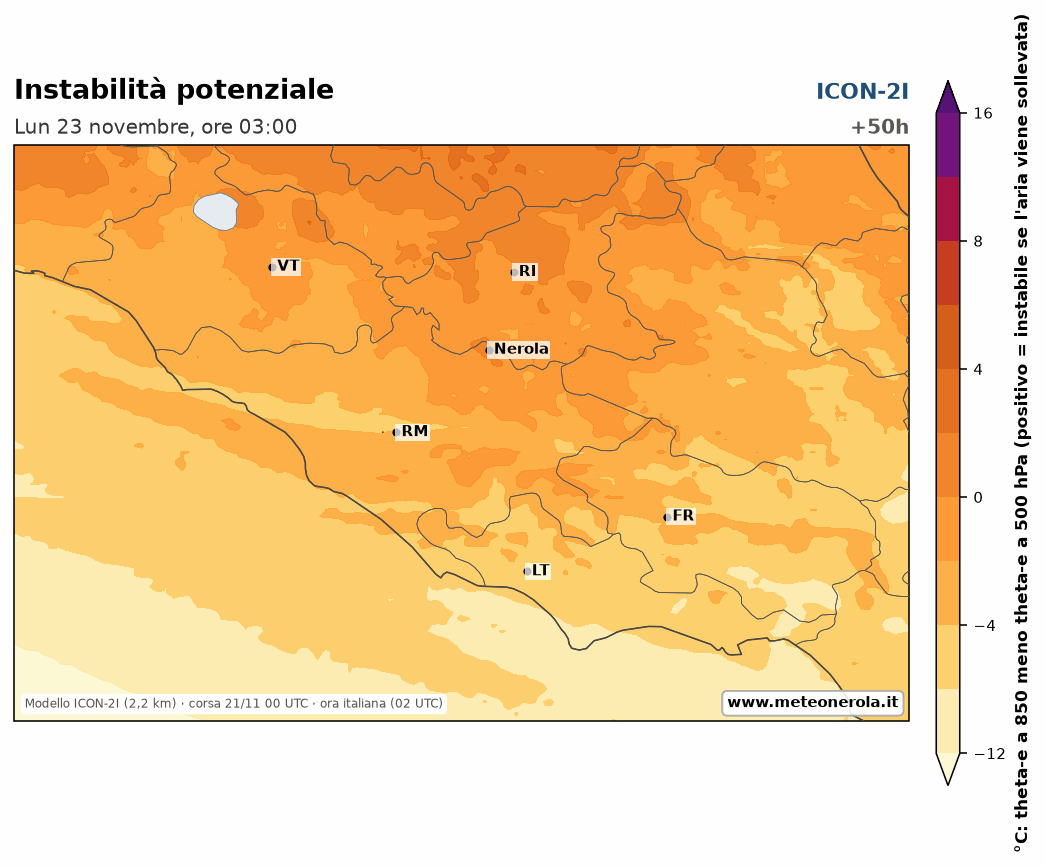 Instabilità potenziale
ICON-2I
Lun 23 novembre, ore 03:00
+50h
VT
RI
Nerola
RM
FR
LT
Modello ICON-2I (2,2 km) · corsa 21/11 00 UTC · ora italiana (02 UTC)
www.meteonerola.it
16
8
4
0
−4
−12
°C: theta-e a 850 meno theta-e a 500 hPa (positivo = instabile se l'aria viene sollevata)